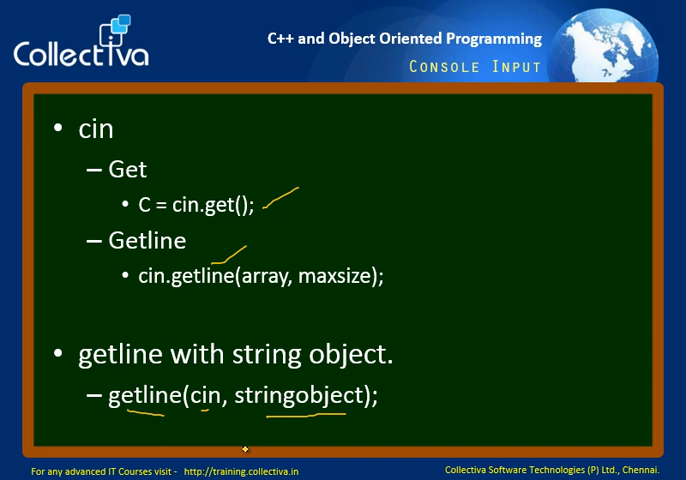 Collectiva
C++ and Object Oriented Programming
Console Input
• cin
– Get
• C = cin.get();
– Getline
• cin.getline(array, maxsize);
• getline with string object.
– getline(cin, stringobject);
For any advanced IT Courses visit - http://training.collectiva.in
Collectiva Software Technologies (P) Ltd., Chennai.